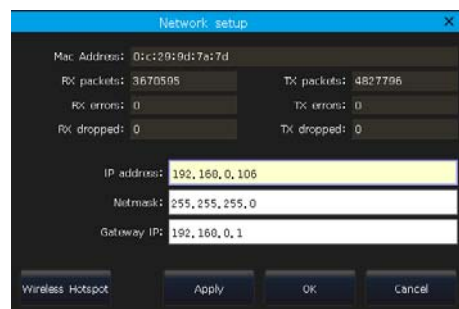 Network setup
Mac Address: 0:c:29:9d:7a:7d
RX packets: 3670595 TX packets: 4827796
RX errors: 0 TX errors: 0
RX dropped: 0 TX dropped: 0
IP address: 192.168.0.106
Netmask: 255.255.255.0
Gateway IP: 192.168.0.1
Wireless Hotspot Apply OK Cancel